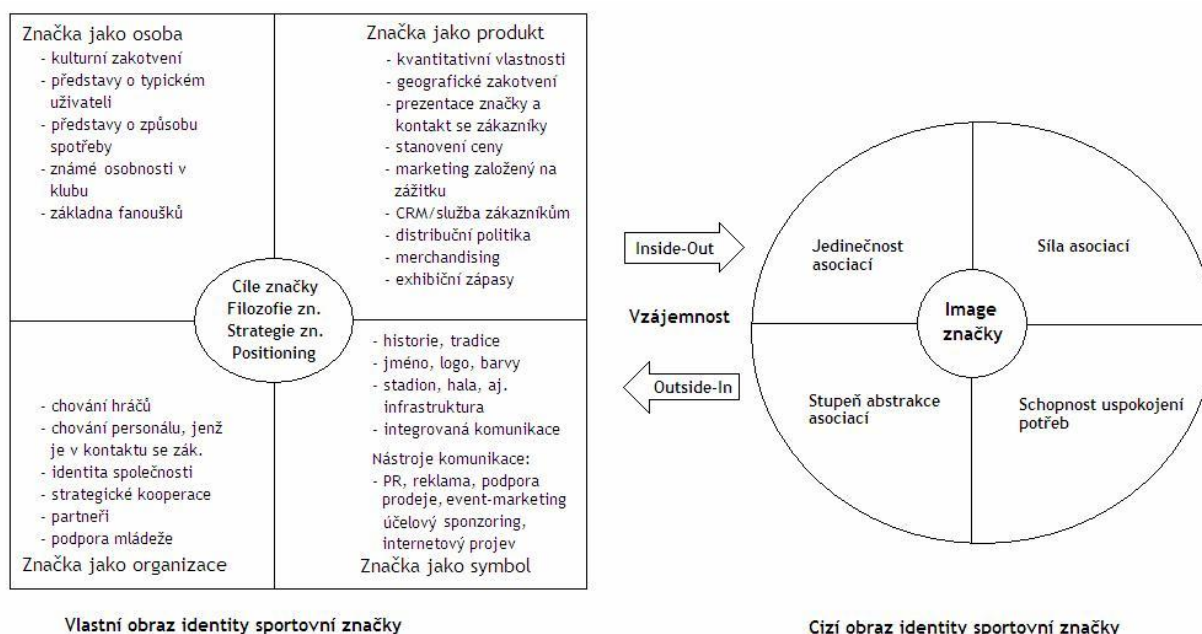 Značka jako osoba
- kulturní zakotvení
- představy o typickém
uživateli
- představy o způsobu
spotřeby
- známé osobnosti v
klubu
- základna fanoušků
Značka jako produkt
- kvantitativní vlastnosti
- geografické zakotvení
- prezentace značky a
kontakt se zákazníky
- stanovení ceny
- marketing založený na
zážitku
- CRM/služba zákazníkům
- distribuční politika
- merchandising
- exhibiční zápasy
Cíle značky
Filozofie zn.
Strategie zn.
Positioning
- chování hráčů
- chování personálu, jenž
je v kontaktu se zák.
- identita společnosti
- strategické kooperace
- partneři
- podpora mládeže
Značka jako organizace
- historie, tradice
- jméno, logo, barvy
- stadion, hala, aj.
infrastruktura
- integrovaná komunikace
Nástroje komunikace:
- PR, reklama, podpora
prodeje, event-marketing
účelový sponzoring,
internetový projev
Značka jako symbol
Vlastní obraz identity sportovní značky
Inside-Out
Vzájemnost
Outside-In
Jedinečnost
asociací
Síla asociací
Image
značky
Stupeň abstrakce
asociací
Schopnost uspokojení
potřeb
Cizí obraz identity sportovní značky